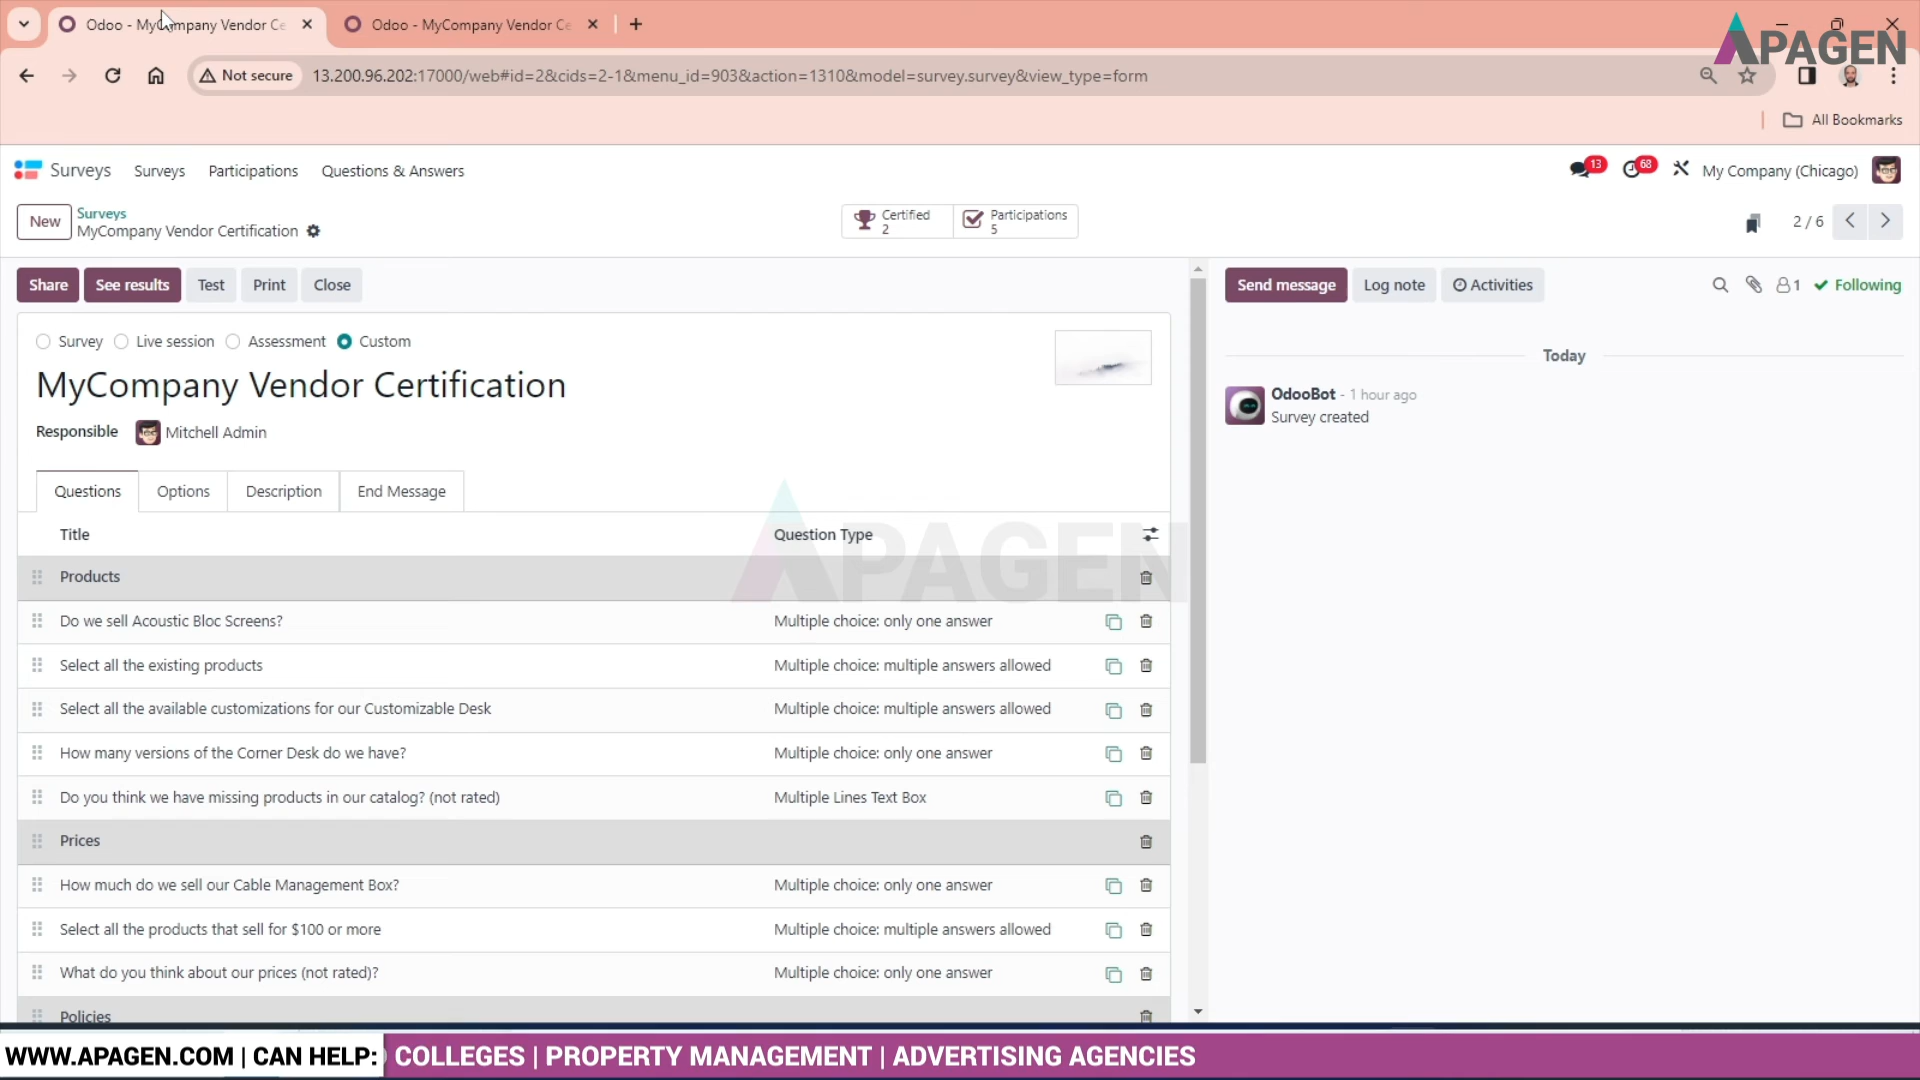 Odoo - MyCompany Vendor Ce
Odoo - MyCompany Vendor Ce
APAGEN
Not secure
13.200.96.202:17000/web#id=2&cids=2-1&menu_id=903&action=1310&model=survey.survey&view_type=form
All Bookmarks
Surveys
Surveys
Participations
Questions & Answers
13
68
My Company (Chicago)
New
Surveys
MyCompany Vendor Certification
Certified
2
Participations
5
2 / 6
Share
See results
Test
Print
Close
Send message
Log note
Activities
1
Following
Survey
Live session
Assessment
Custom
MyCompany Vendor Certification
Responsible
Mitchell Admin
Today
OdooBot - 1 hour ago
Survey created
Questions
Options
Description
End Message
APAGEN
Title
Question Type
Products
Do we sell Acoustic Bloc Screens?
Multiple choice: only one answer
Select all the existing products
Multiple choice: multiple answers allowed
Select all the available customizations for our Customizable Desk
Multiple choice: multiple answers allowed
How many versions of the Corner Desk do we have?
Multiple choice: only one answer
Do you think we have missing products in our catalog? (not rated)
Multiple Lines Text Box
Prices
How much do we sell our Cable Management Box?
Multiple choice: only one answer
Select all the products that sell for $100 or more
Multiple choice: multiple answers allowed
What do you think about our prices (not rated)?
Multiple choice: only one answer
Policies
WWW.APAGEN.COM | CAN HELP:
COLLEGES | PROPERTY MANAGEMENT | ADVERTISING AGENCIES